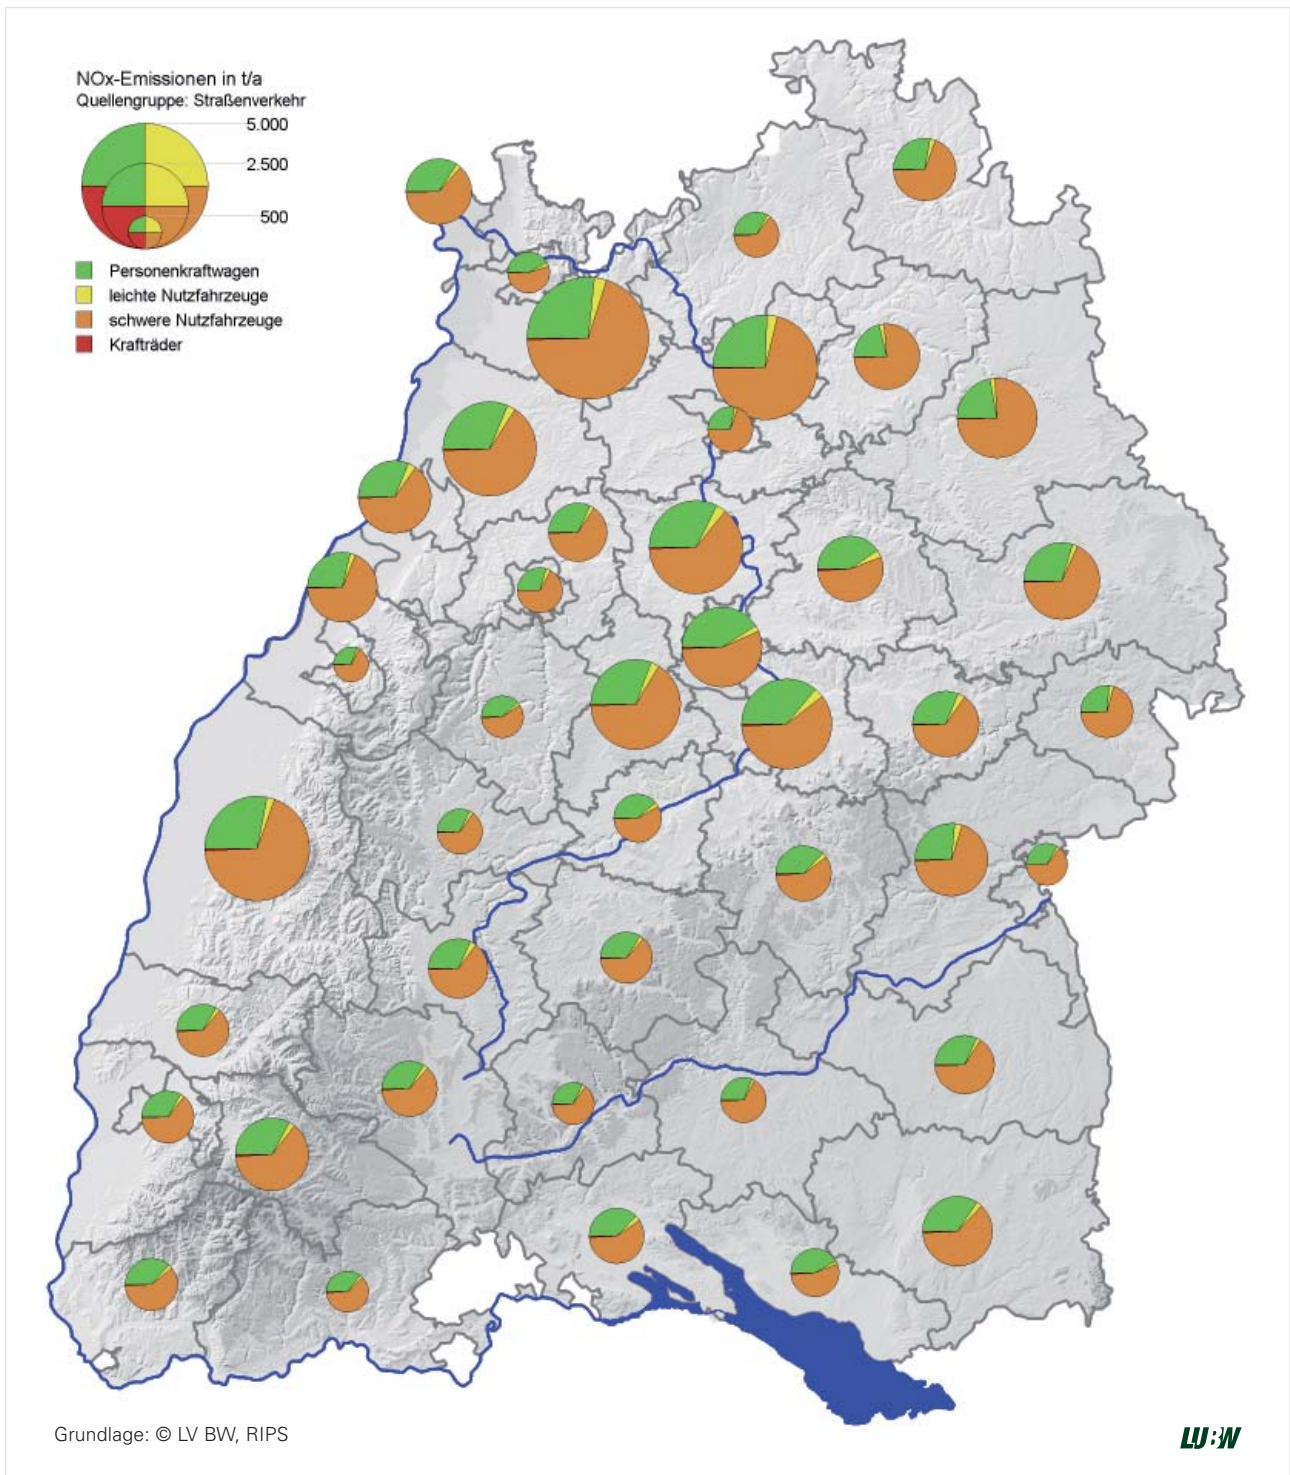 NOx-Emissionen in t/a
Quellengruppe: Straßenverkehr
5.000
2.500
500
Personenkraftwagen
leichte Nutzfahrzeuge
schwere Nutzfahrzeuge
Krafträder
Grundlage: © LV BW, RIPS
LUBW